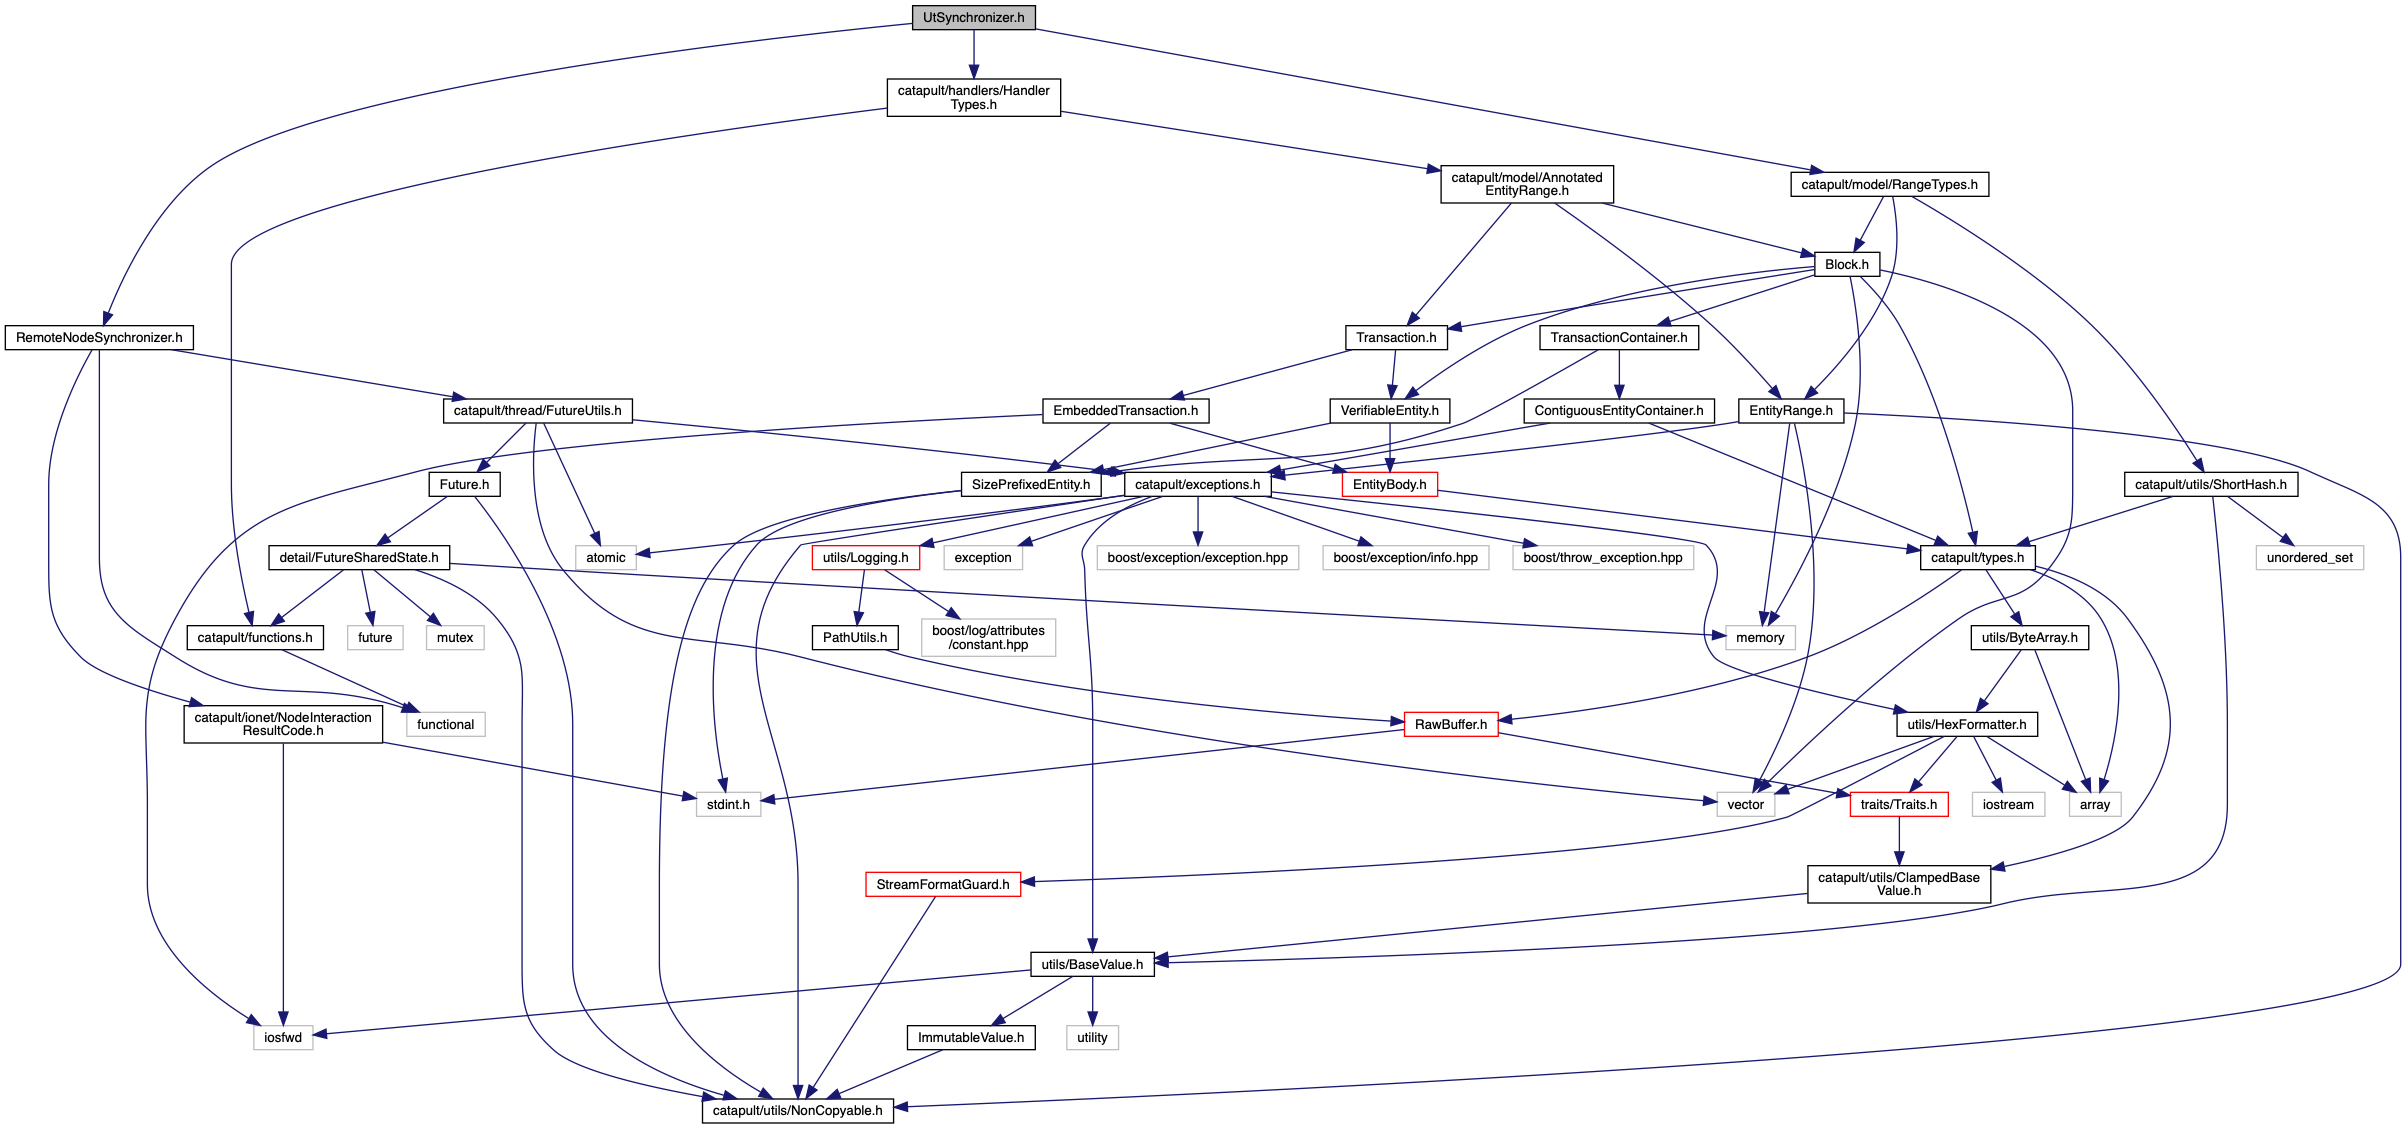 UtSynchronizer.h
catapult/handlers/Handler
Types.h
catapult/model/Annotated
EntityRange.h
catapult/model/RangeTypes.h
Block.h
RemoteNodeSynchronizer.h
Transaction.h
TransactionContainer.h
catapult/thread/FutureUtils.h
EmbeddedTransaction.h
VerifiableEntity.h
ContiguousEntityContainer.h
EntityRange.h
Future.h
SizePrefixedEntity.h
catapult/exceptions.h
EntityBody.h
catapult/utils/ShortHash.h
detail/FutureSharedState.h
atomic
utils/Logging.h
exception
boost/exception/exception.hpp
boost/exception/info.hpp
boost/throw_exception.hpp
catapult/types.h
unordered_set
catapult/functions.h
future
mutex
PathUtils.h
boost/log/attributes
/constant.hpp
memory
utils/ByteArray.h
catapult/ionet/NodeInteraction
ResultCode.h
functional
RawBuffer.h
utils/HexFormatter.h
stdint.h
vector
traits/Traits.h
iostream
array
StreamFormatGuard.h
catapult/utils/ClampedBase
Value.h
utils/BaseValue.h
iosfwd
ImmutableValue.h
utility
catapult/utils/NonCopyable.h